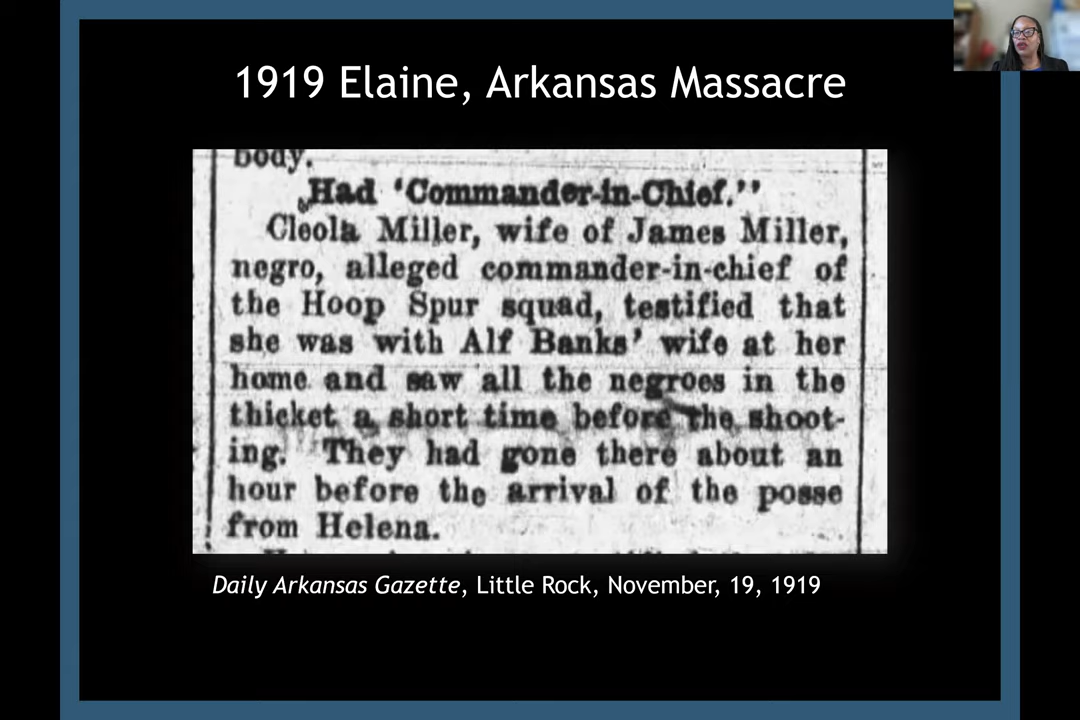 1919 Elaine, Arkansas Massacre
body.
Had 'Commander-in-Chief.''
Cleola Miller, wife of James Miller,
negro, alleged commander-in-chief of
the Hoop Spur squad, testified that
she was with Alf Banks' wife at her
home and saw all the negroes in the
thicket a short time before the shoot-
ing. They had gone there about an
hour before the arrival of the posse
from Helena.
Daily Arkansas Gazette, Little Rock, November, 19, 1919